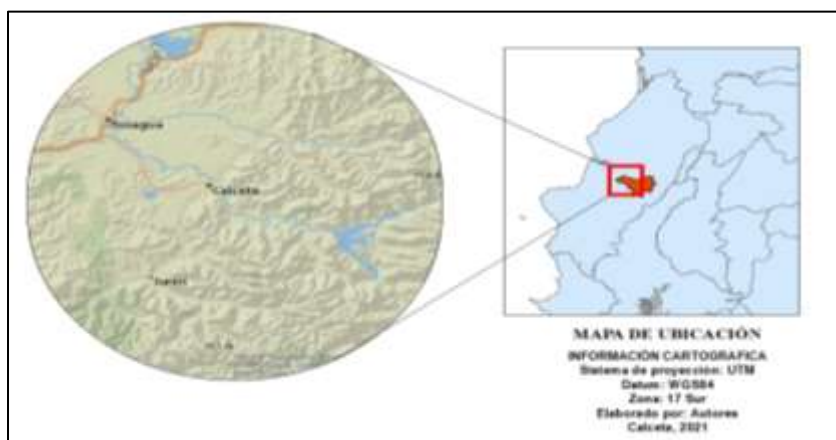 Calceta
MAPA DE UBICACIÓN
INFORMACIÓN CARTOGRAFICA
Sistema de proyección: UTM
Datum: WGS84
Zona: 17 Sur
Elaborado por: Autores
Calceta, 2021